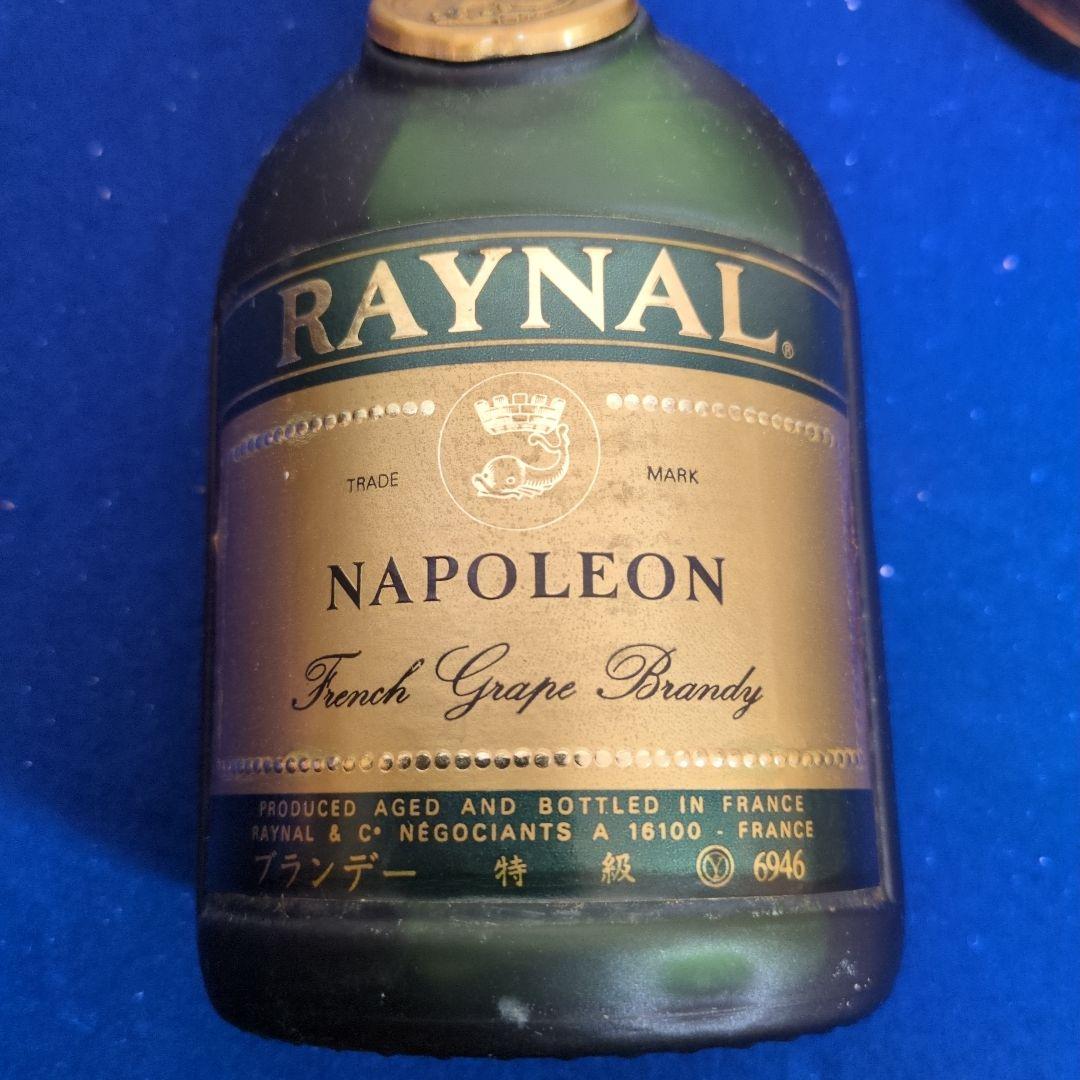 RAYNAL®
TRADE MARK
NAPOLEON
French Grape Brandy
PRODUCED AGED AND BOTTLED IN FRANCE
RAYNAL & Cº NÉGOCIANTS A 16100 - FRANCE
ブランデー 特 級 Ⓨ 6946